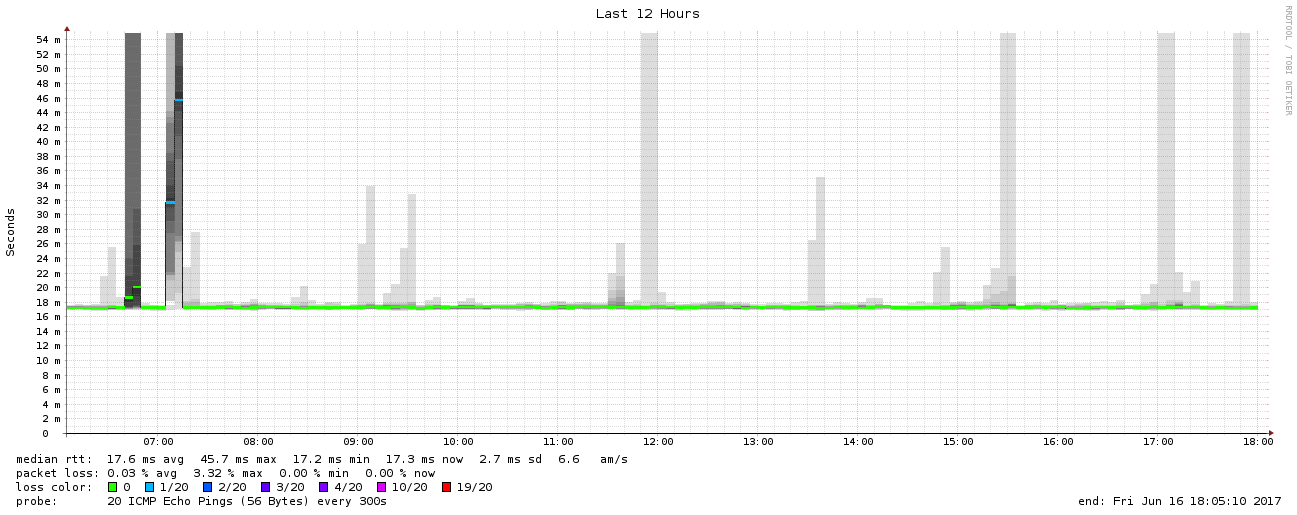 Last 12 Hours
RRDTOOL / TOBI OETIKER
Seconds
54 m
52 m
50 m
48 m
46 m
44 m
42 m
40 m
38 m
36 m
34 m
32 m
30 m
28 m
26 m
24 m
22 m
20 m
18 m
16 m
14 m
12 m
10 m
8 m
6 m
4 m
2 m
0
07:00 08:00 09:00 10:00 11:00 12:00 13:00 14:00 15:00 16:00 17:00 18:00
median rtt: 17.6 ms avg 45.7 ms max 17.2 ms min 17.3 ms now 2.7 ms sd 6.6 am/s
packet loss: 0.03 % avg 3.32 % max 0.00 % min 0.00 % now
loss color: 0 1/20 2/20 3/20 4/20 10/20 19/20
probe: 20 ICMP Echo Pings (56 Bytes) every 300s end: Fri Jun 16 18:05:10 2017